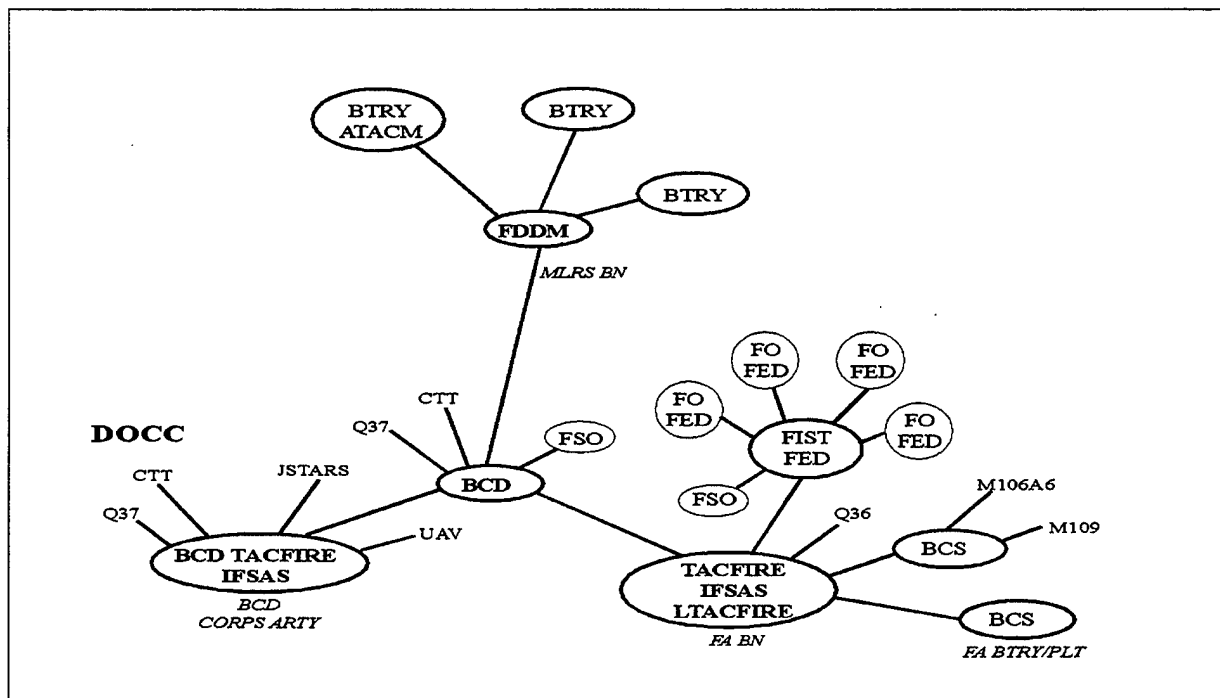 BTRY
ATACM
BTRY
BTRY
FDDM
MLRS BN
FO
FED
FO
FED
FO
FED
FO
FED
FIST
FED
FSO
CTT
Q37
FSO
BCD
DOCC
CTT
Q37
JSTARS
UAV
BCD TACFIRE
IFSAS
BCD
CORPS ARTY
Q36
M106A6
M109
BCS
TACFIRE
IFSAS
LTACFIRE
FA BN
BCS
FA BTRY/PLT